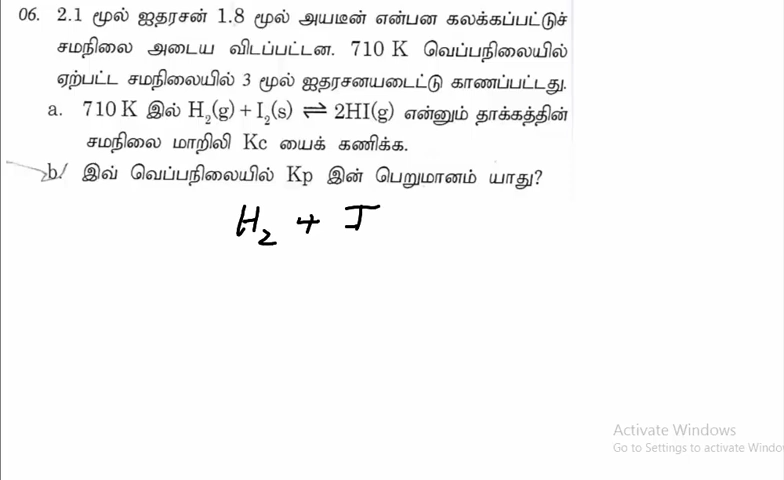 06. 2.1 மூல் ஐதரசன் 1.8 மூல் அயடீன் என்பன கலக்கப்பட்டுச்
சமநிலை அடைய விடப்பட்டன. 710 K வெப்பநிலையில்
ஏற்பட்ட சமநிலையில் 3 மூல் ஐதரசனயடைட்டு காணப்பட்டது.
a. 710 K இல் H₂(g) + I₂(s) ⇌ 2HI(g) என்னும் தாக்கத்தின்
சமநிலை மாறிலி Kc யைக் கணிக்க.
b. இவ் வெப்பநிலையில் Kp இன் பெறுமானம் யாது?
H₂ + I
Activate Windows
Go to Settings to activate Windo